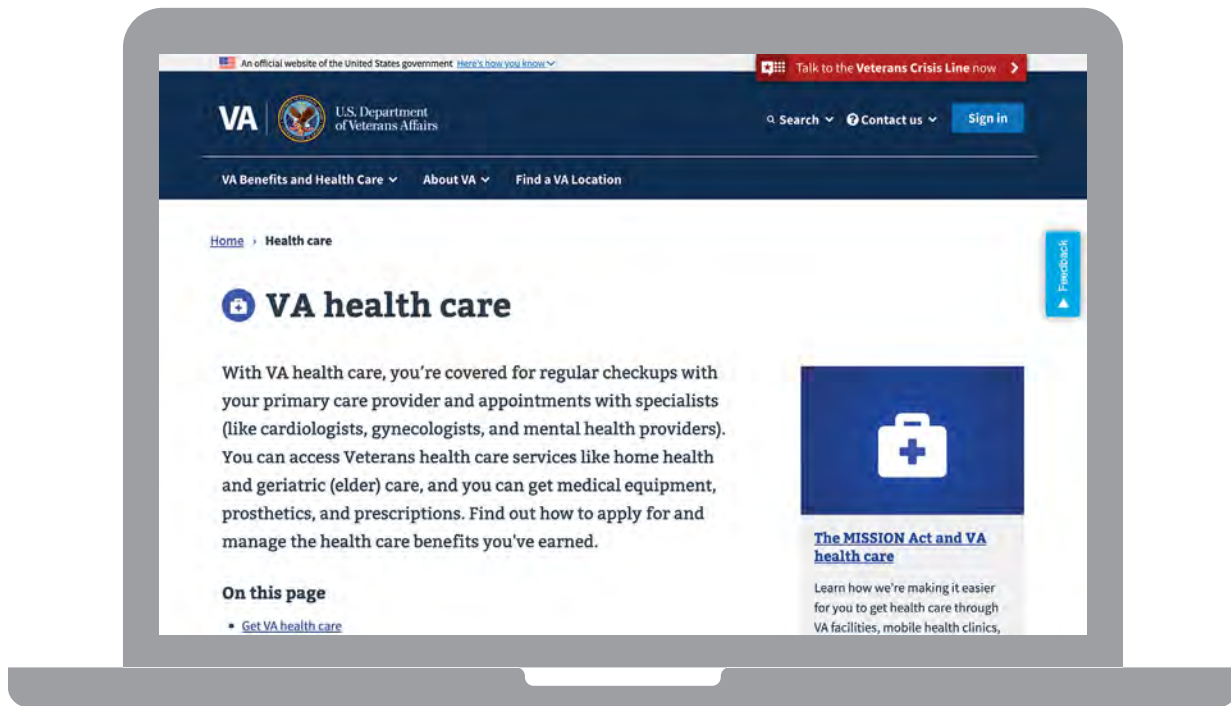 An official website of the United States government Here's how you know
Talk to the Veterans Crisis Line now
VA
U.S. Department
of Veterans Affairs
Search
Contact us
Sign in
VA Benefits and Health Care
About VA
Find a VA Location
Home › Health care
Feedback
VA health care
With VA health care, you're covered for regular checkups with
your primary care provider and appointments with specialists
(like cardiologists, gynecologists, and mental health providers).
You can access Veterans health care services like home health
and geriatric (elder) care, and you can get medical equipment,
prosthetics, and prescriptions. Find out how to apply for and
manage the health care benefits you've earned.
On this page
• Get VA health care
The MISSION Act and VA
health care
Learn how we're making it easier
for you to get health care through
VA facilities, mobile health clinics,